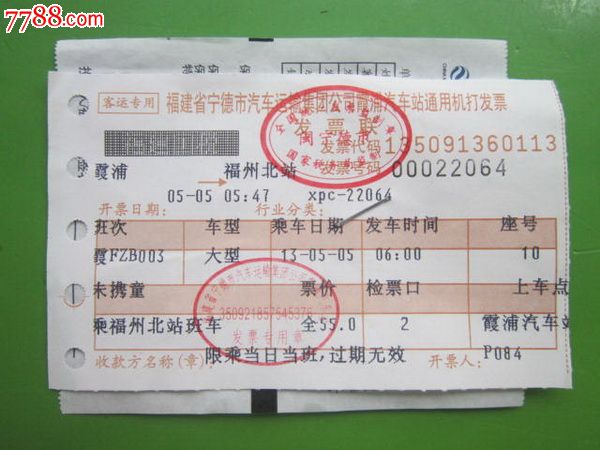 7788.com
客运专用 福建省宁德市汽车运输集团公司霞浦汽车站通用机打发票
发票联
发票代码 135091360113
发票号码 00022064
闽宁德市
霞浦 → 福州北站
05-05 05:47 xpc-22064
开票日期: 行业分类:
班次 车型 乘车日期 发车时间 座号
霞FZB003 大型 13-05-05 06:00 10
未携童 票价 检票口 上车点
350921857645376
发票专用章
乘福州北站班车 全55.0 2 霞浦汽车站
收款方名称(章) 限乘当日当班,过期无效 开票人: P084